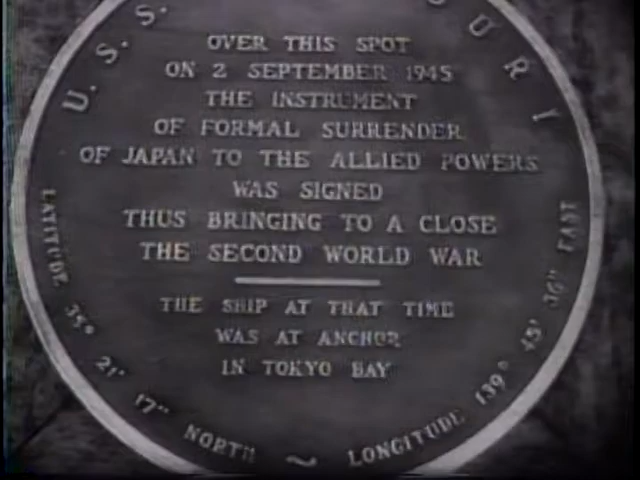 U. S. S. OURI
OVER THIS SPOT
ON 2 SEPTEMBER 1945
THE INSTRUMENT
OF FORMAL SURRENDER
OF JAPAN TO THE ALLIED POWERS
WAS SIGNED
THUS BRINGING TO A CLOSE
THE SECOND WORLD WAR
THE SHIP AT THAT TIME
WAS AT ANCHOR
IN TOKYO BAY
LATITUDE 35° 21' 17" NORTH ~ LONGITUDE 139° 45' 36" EAST